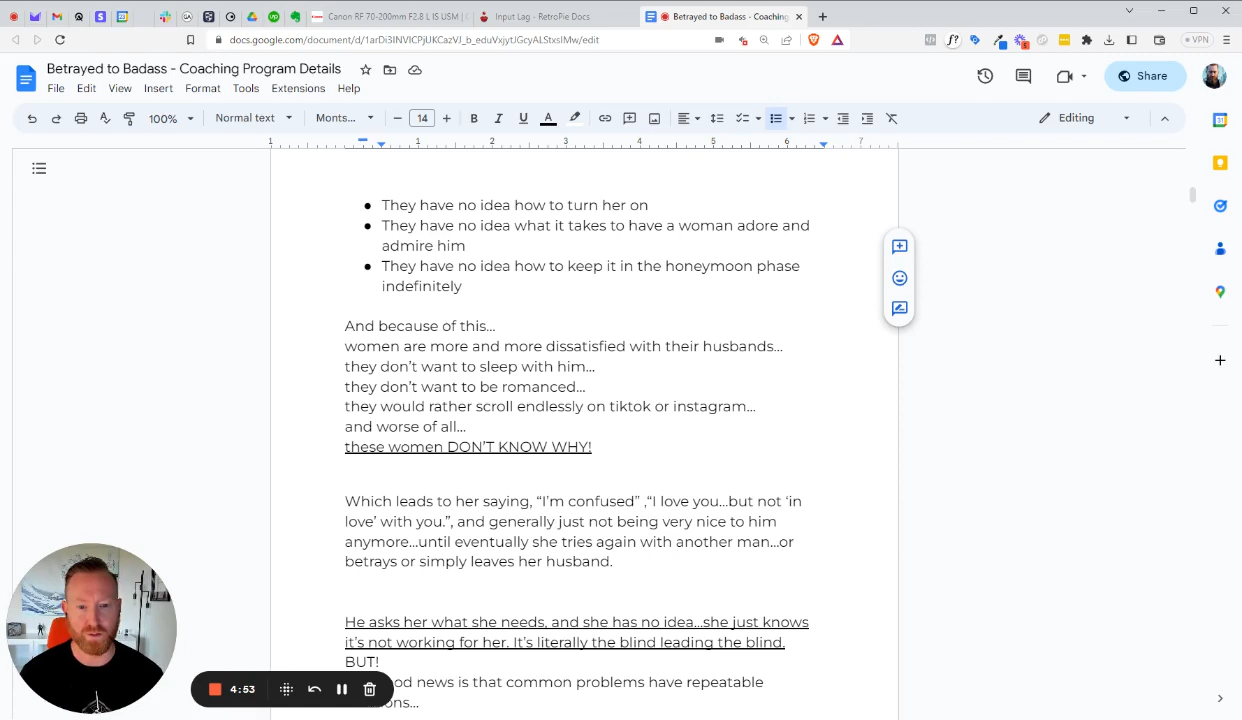 Canon RF 70-200mm F2.8 L IS USM |
Input Lag - RetroPie Docs
Betrayed to Badass - Coaching
docs.google.com/document/d/1arDi3INVICPjUKCazVJ_b_eduVxjytJGcyALStxsIMw/edit
VPN
Betrayed to Badass - Coaching Program Details
File Edit View Insert Format Tools Extensions Help
Share
100% Normal text Monts... 14 B I U A Editing
1 1 2 3 4 5 6 7
● They have no idea how to turn her on
● They have no idea what it takes to have a woman adore and
admire him
● They have no idea how to keep it in the honeymoon phase
indefinitely
And because of this…
women are more and more dissatisfied with their husbands…
they don’t want to sleep with him…
they don’t want to be romanced…
they would rather scroll endlessly on tiktok or instagram…
and worse of all…
these women DON’T KNOW WHY!
Which leads to her saying, “I’m confused” ,“I love you…but not ‘in
love’ with you.”, and generally just not being very nice to him
anymore…until eventually she tries again with another man…or
betrays or simply leaves her husband.
He asks her what she needs, and she has no idea…she just knows
it’s not working for her. It’s literally the blind leading the blind.
BUT!
news is that common problems have repeatable
4:53